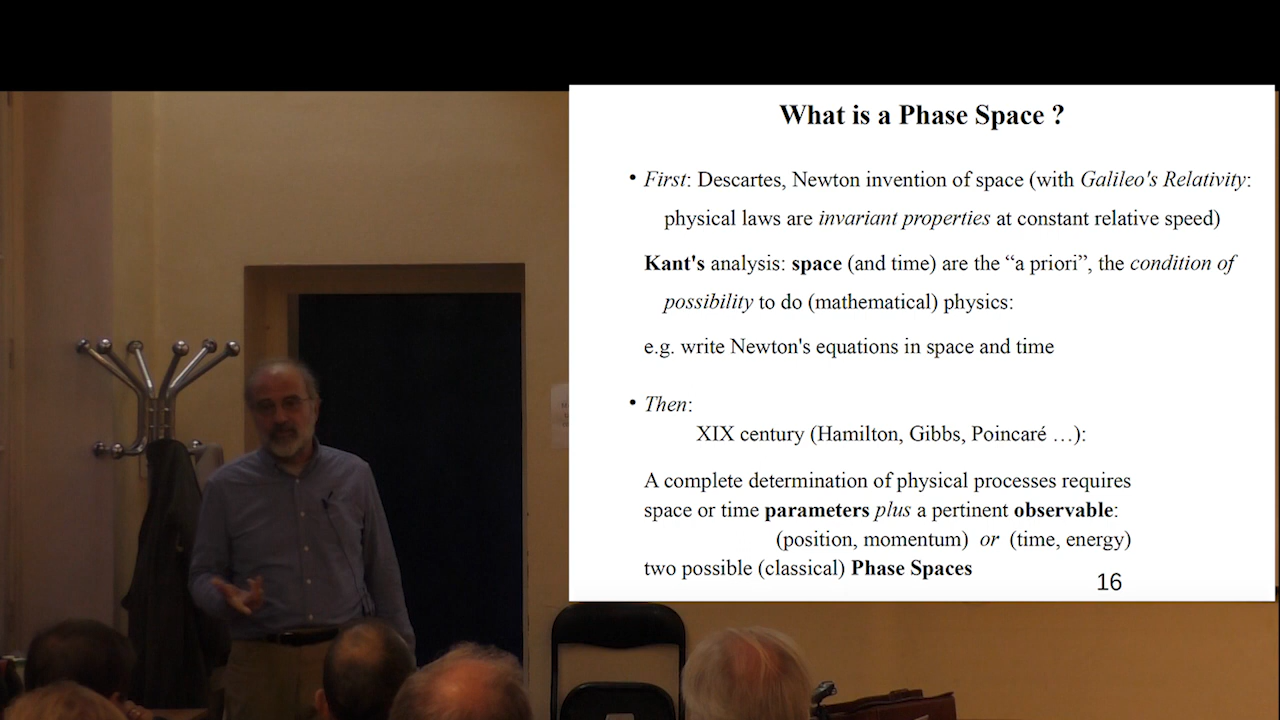 What is a Phase Space ?
• First: Descartes, Newton invention of space (with Galileo's Relativity:
physical laws are invariant properties at constant relative speed)
Kant's analysis: space (and time) are the “a priori”, the condition of
possibility to do (mathematical) physics:
e.g. write Newton's equations in space and time
• Then:
XIX century (Hamilton, Gibbs, Poincaré …):
A complete determination of physical processes requires
space or time parameters plus a pertinent observable:
(position, momentum) or (time, energy)
two possible (classical) Phase Spaces
16